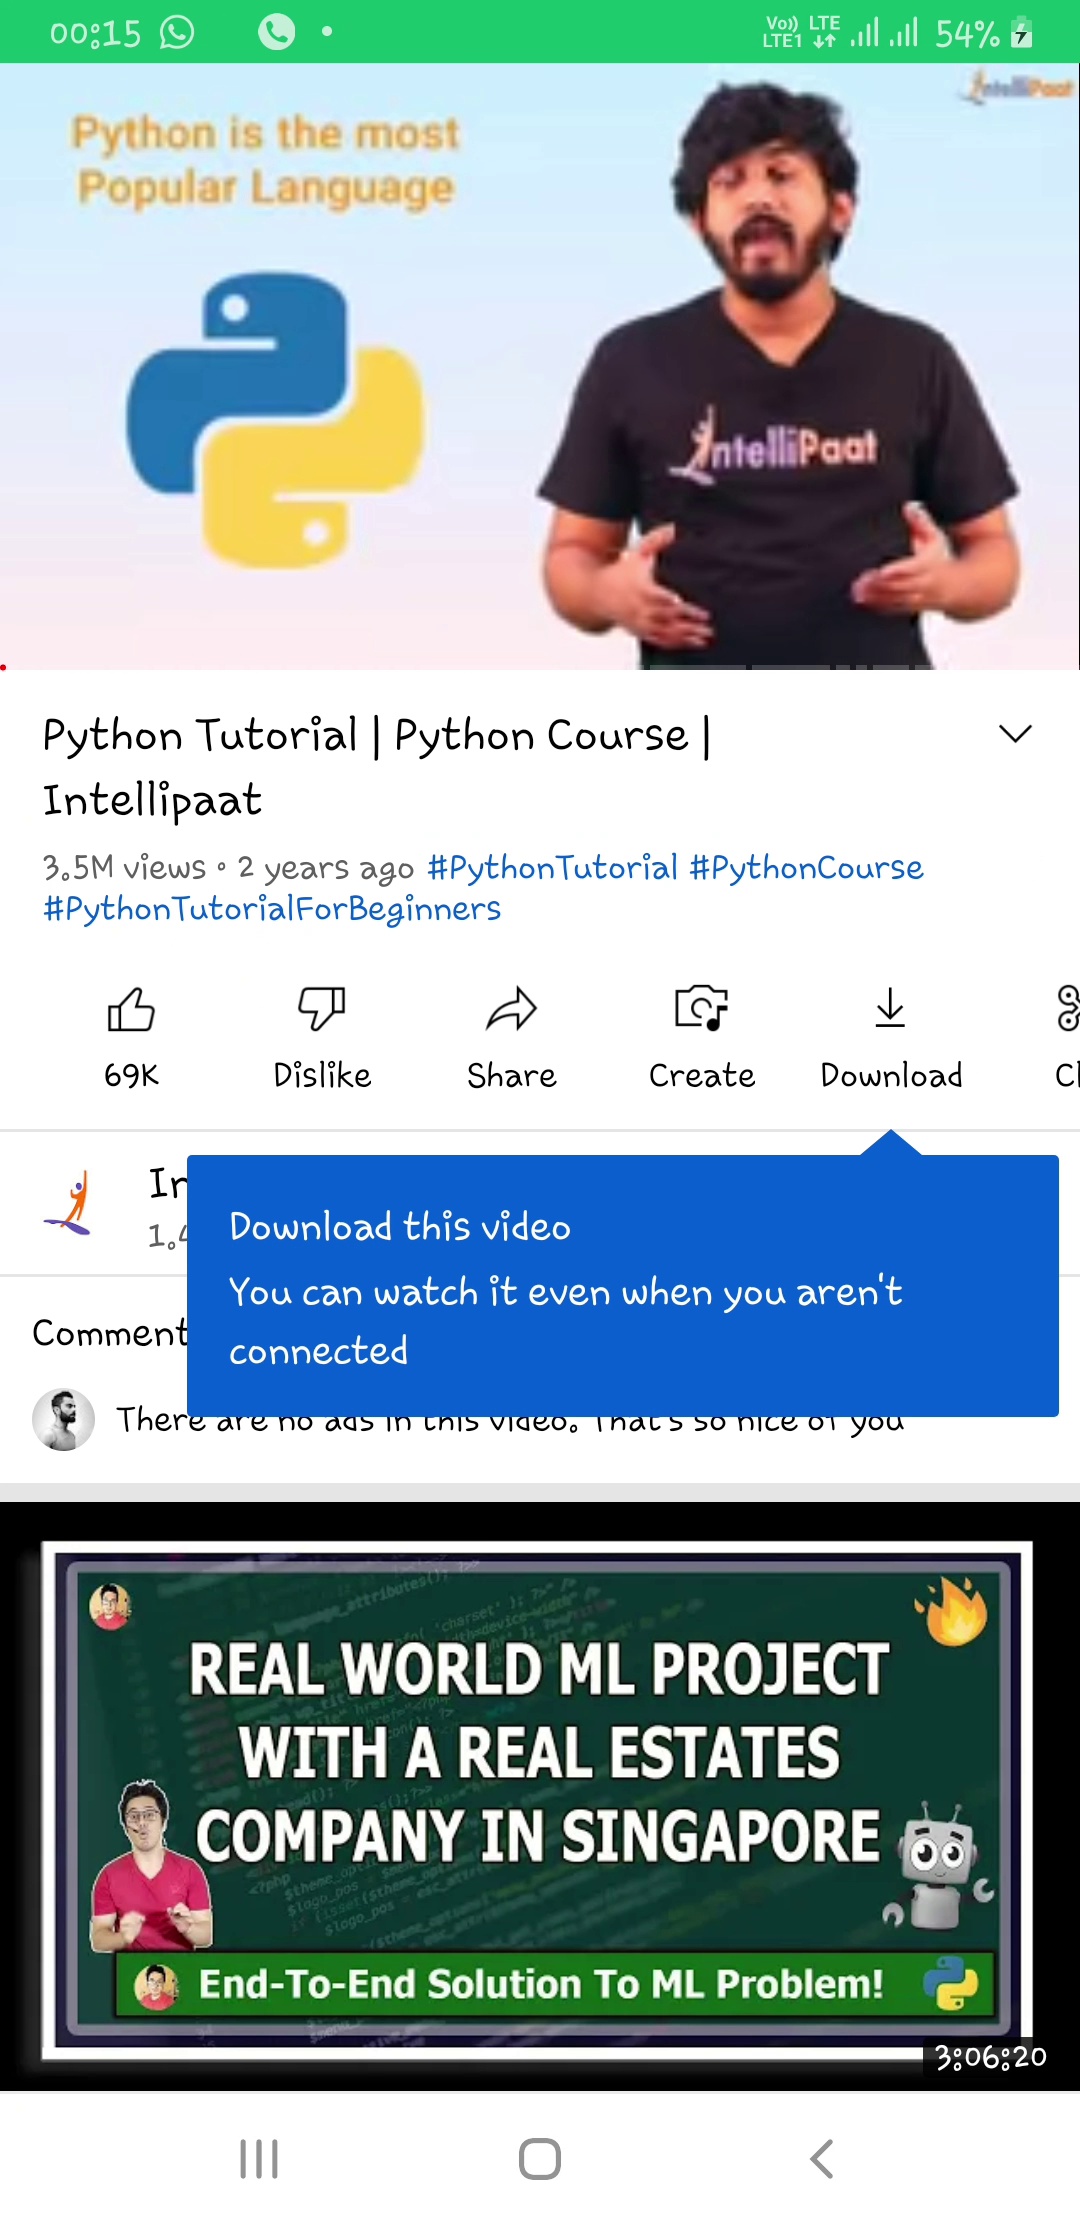 00:15
Vo)) LTE
LTE1
54%
IntelliPaat
Python is the most
Popular Language
IntelliPaat
Python Tutorial | Python Course |
Intellipaat
3.5M views • 2 years ago #PythonTutorial #PythonCourse
#PythonTutorialForBeginners
69K
Dislike
Share
Create
Download
Download this video
You can watch it even when you aren't
connected
Comment
There are no ads in this video. That's so nice of you
REAL WORLD ML PROJECT
WITH A REAL ESTATES
COMPANY IN SINGAPORE
End-To-End Solution To ML Problem!
3:06:20